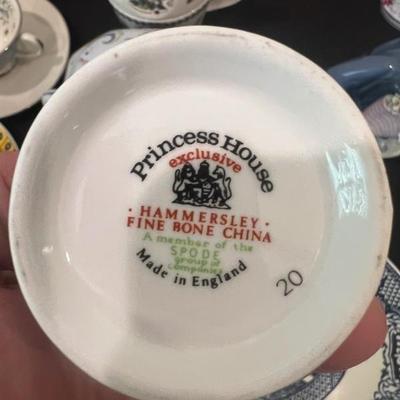 Princess House
exclusive
· HAMMERSLEY ·
FINE BONE CHINA
A member of the
SPODE
group of
companies
Made in England
20